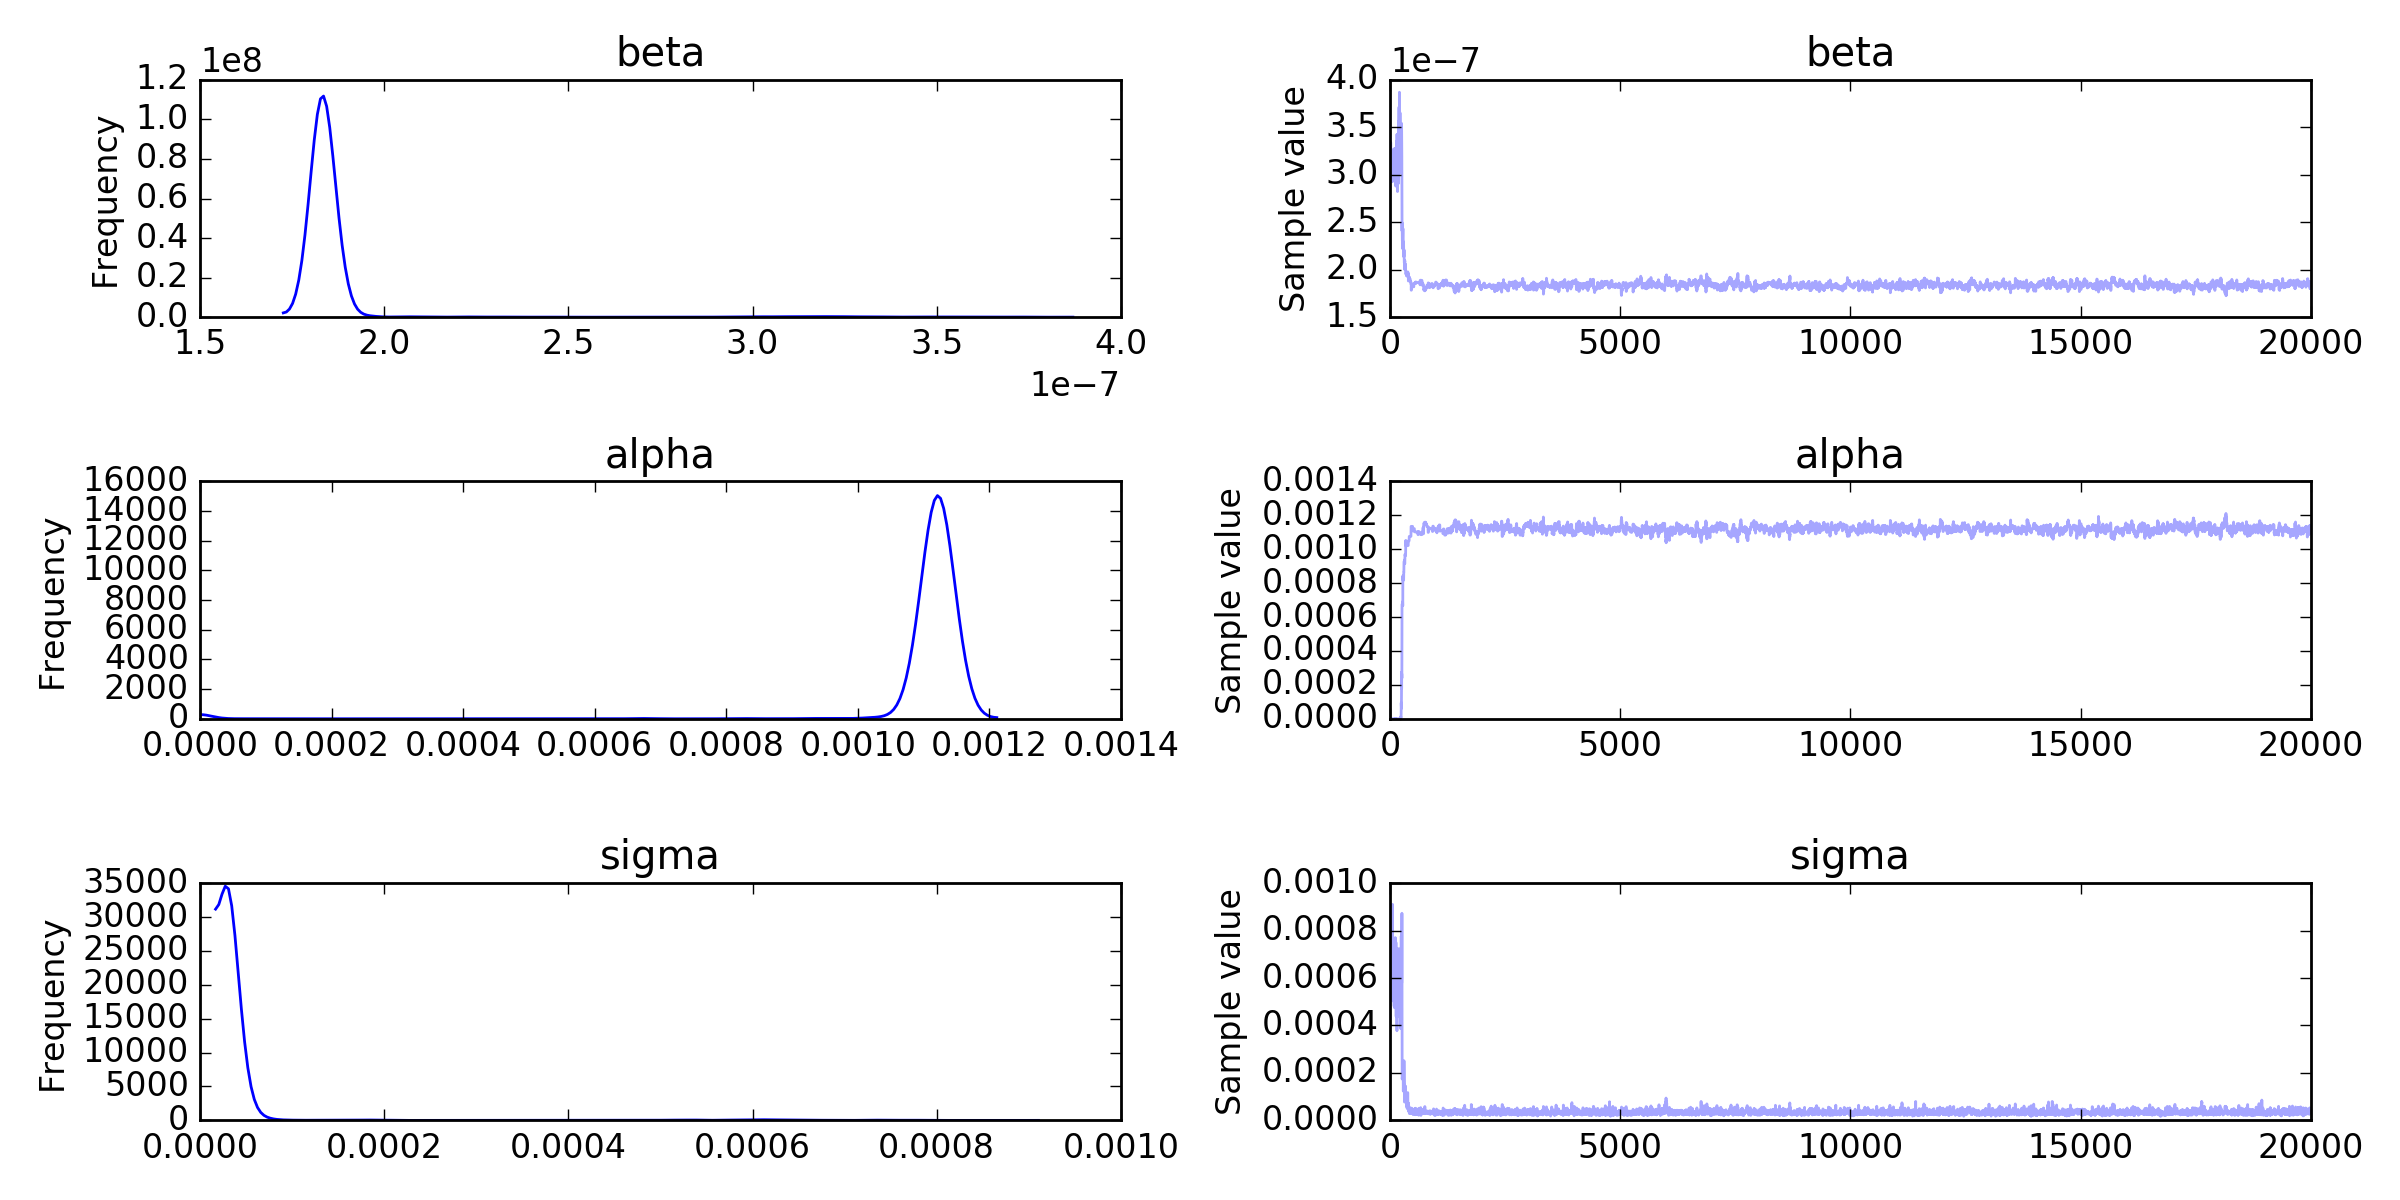 beta
1e8
Frequency
1.2
1.0
0.8
0.6
0.4
0.2
0.0
1.5 2.0 2.5 3.0 3.5 4.0
1e−7
beta
1e−7
Sample value
4.0
3.5
3.0
2.5
2.0
1.5
0 5000 10000 15000 20000
alpha
Frequency
16000
14000
12000
10000
8000
6000
4000
2000
0
0.0000 0.0002 0.0004 0.0006 0.0008 0.0010 0.0012 0.0014
alpha
Sample value
0.0014
0.0012
0.0010
0.0008
0.0006
0.0004
0.0002
0.0000
0 5000 10000 15000 20000
sigma
Frequency
35000
30000
25000
20000
15000
10000
5000
0
0.0000 0.0002 0.0004 0.0006 0.0008 0.0010
sigma
Sample value
0.0010
0.0008
0.0006
0.0004
0.0002
0.0000
0 5000 10000 15000 20000